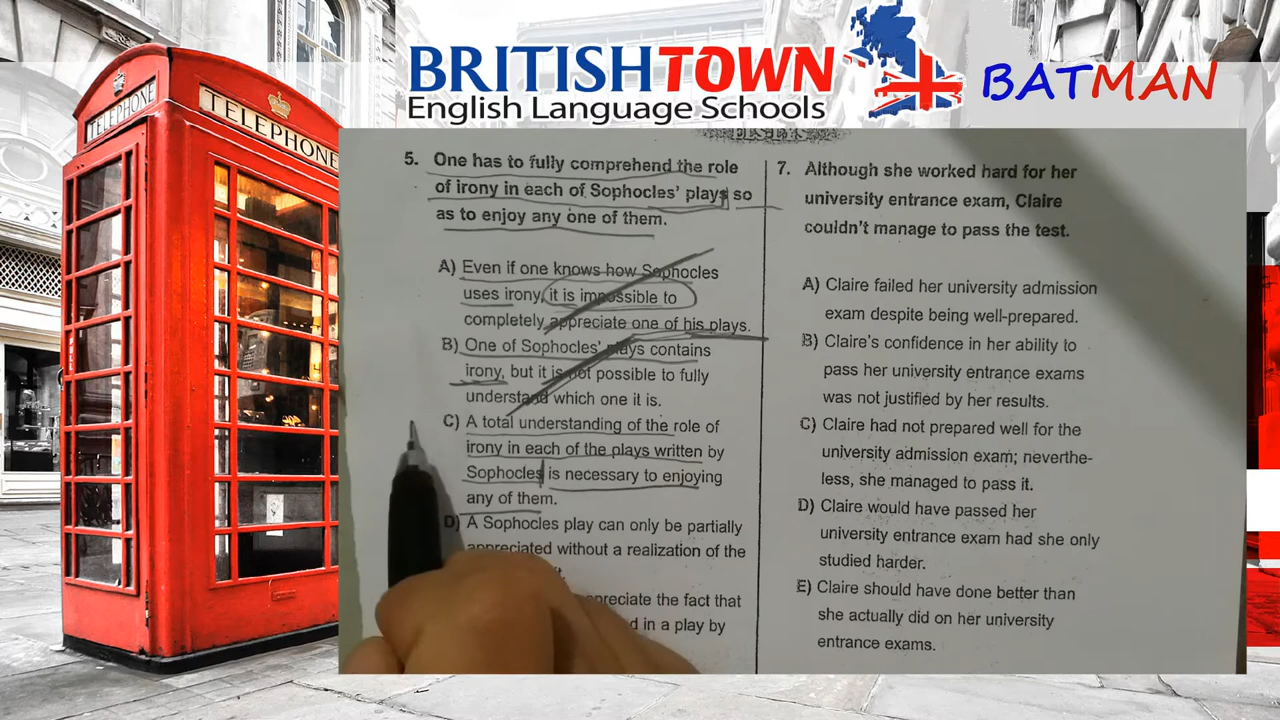 BRITISHTOWN
English Language Schools
BATMAN
TELEPHONE
TELEPHONE
5. One has to fully comprehend the role
of irony in each of Sophocles' plays so
as to enjoy any one of them.
A) Even if one knows how Sophocles
uses irony, it is impossible to
completely appreciate one of his plays.
B) One of Sophocles' plays contains
irony, but it is not possible to fully
understand which one it is.
C) A total understanding of the role of
irony in each of the plays written by
Sophocles is necessary to enjoying
any of them.
D) A Sophocles play can only be partially
appreciated without a realization of the
appreciate the fact that
in a play by
7. Although she worked hard for her
university entrance exam, Claire
couldn't manage to pass the test.
A) Claire failed her university admission
exam despite being well-prepared.
B) Claire's confidence in her ability to
pass her university entrance exams
was not justified by her results.
C) Claire had not prepared well for the
university admission exam; neverthe-
less, she managed to pass it.
D) Claire would have passed her
university entrance exam had she only
studied harder.
E) Claire should have done better than
she actually did on her university
entrance exams.